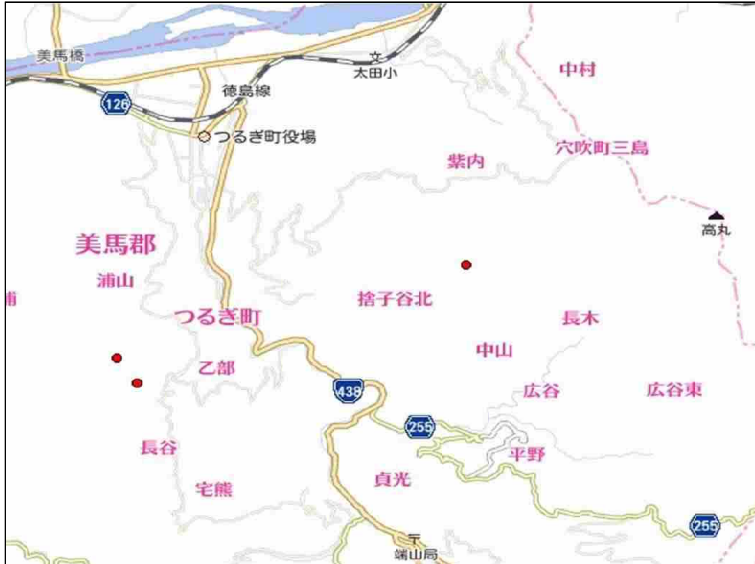 美馬橋
徳島線
文
太田小
中村
126
つるぎ町役場
紫内
穴吹町三島
高丸
美馬郡
浦山
浦
捨子谷北
つるぎ町
長木
中山
乙部
438
広谷
広谷東
255
長谷
平野
宅熊
貞光
255
端山局